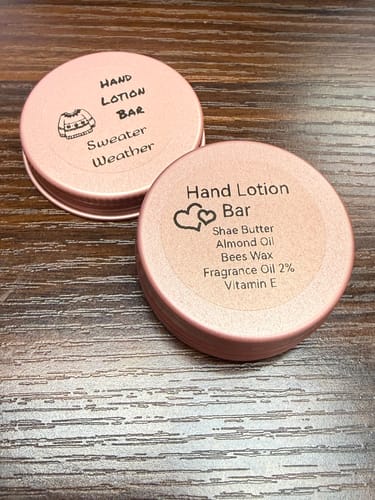 Hand
Lotion
Bar
Sweater
Weather
Hand Lotion
Bar
Shae Butter
Almond Oil
Bees Wax
Fragrance Oil 2%
Vitamin E